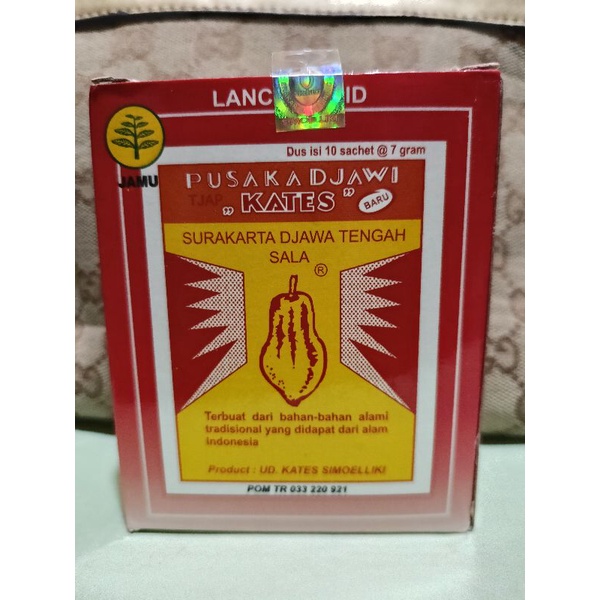 LANC ID
JAMU
Dus isi 10 sachet @ 7 gram
PUSAKA DJAWI
TJAP
„KATES”
BARU
SURAKARTA DJAWA TENGAH
SALA
®
Terbuat dari bahan-bahan alami
tradisional yang didapat dari alam
indonesia
Product : UD. KATES SIMOELLIKI
POM TR 033 220 921